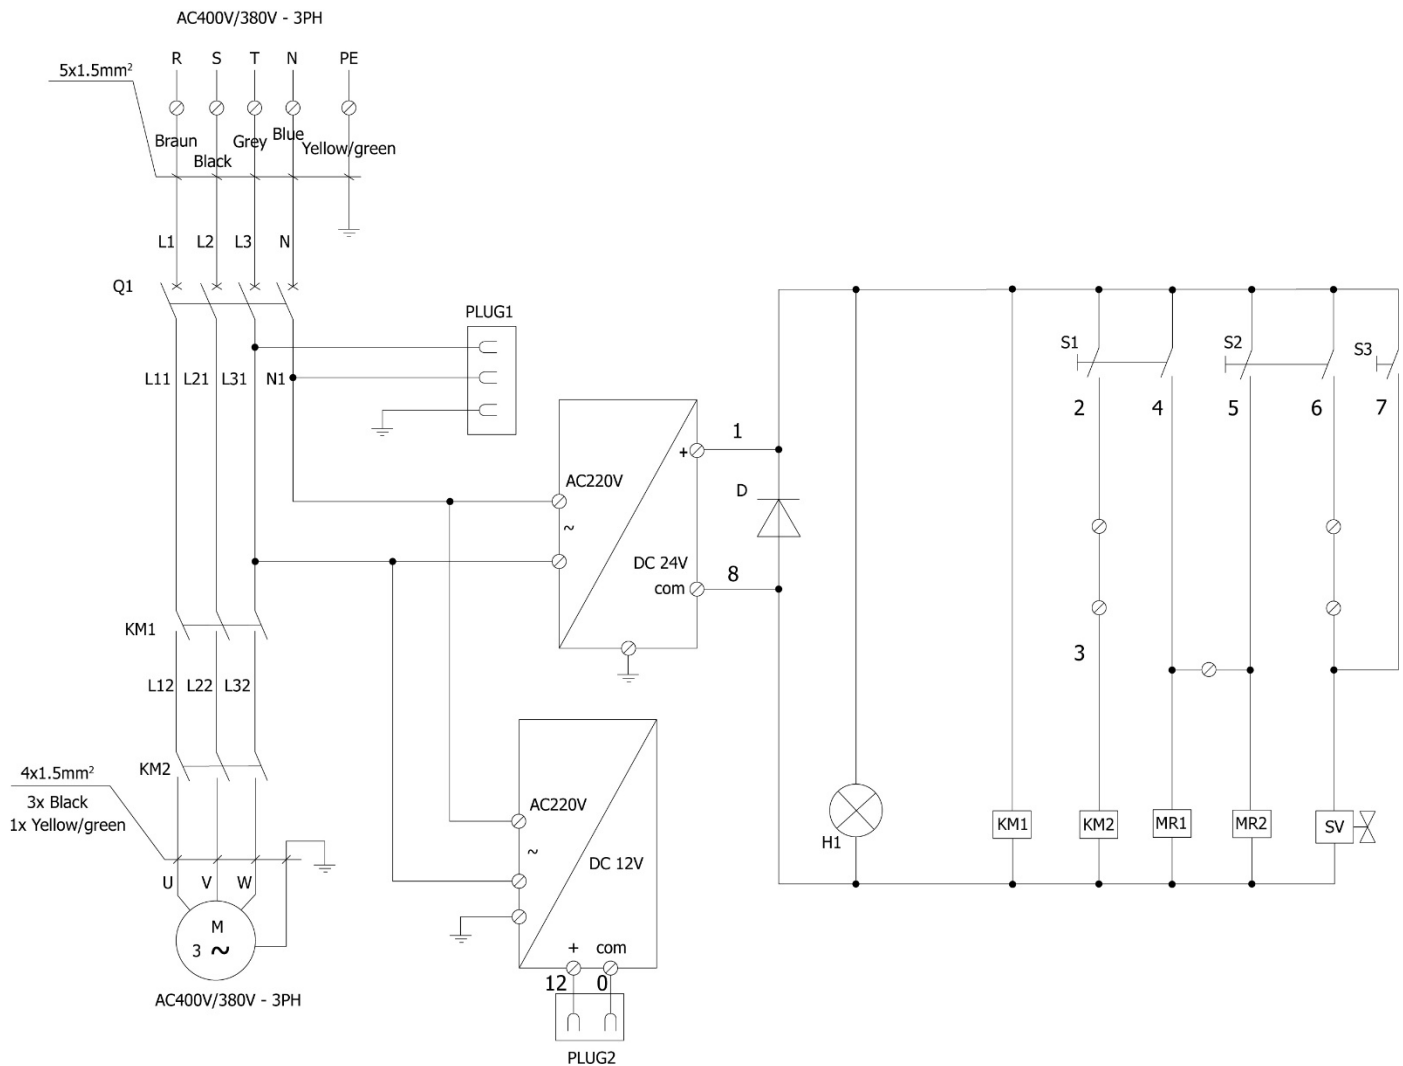 AC400V/380V - 3PH
R S T N PE
5x1.5mm²
Braun Black Grey Blue Yellow/green
L1 L2 L3 N
Q1
PLUG1
L11 L21 L31 N1
S1 S2 S3
2 4 5 6 7
1
+
AC220V
~
D
DC 24V
com
8
KM1
3
L12 L22 L32
KM2
4x1.5mm²
3x Black
1x Yellow/green
AC220V
~
DC 12V
H1
KM1 KM2 MR1 MR2 SV
U V W
M
3 ~
AC400V/380V - 3PH
+ com
12 0
PLUG2